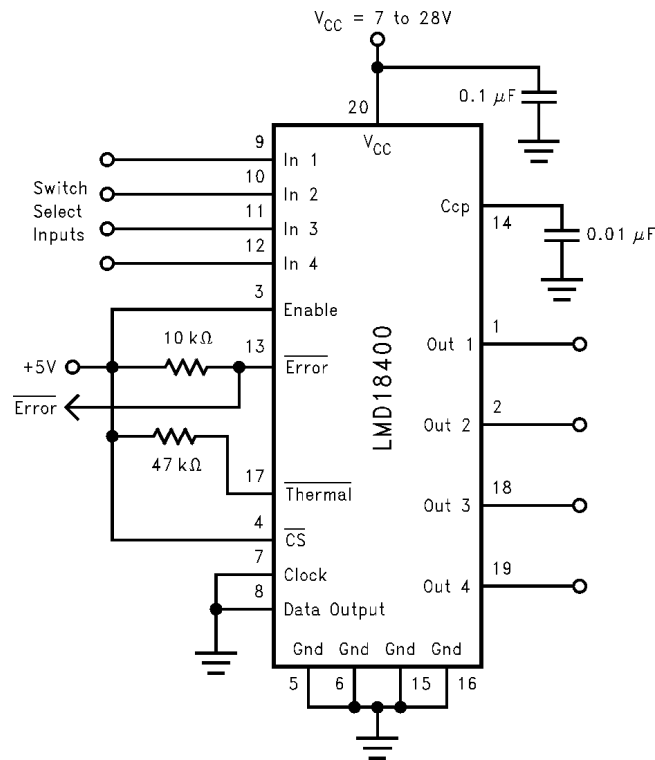 V_CC = 7 to 28V
20
0.1 μF
V_CC
9
In 1
10
In 2
11
In 3
12
In 4
Switch
Select
Inputs
Ccp
14
0.01 μF
3
Enable
10 kΩ
13
Error
+5V
Error
47 kΩ
17
Thermal
4
CS
7
Clock
8
Data Output
LMD18400
1
Out 1
2
Out 2
18
Out 3
19
Out 4
Gnd Gnd Gnd Gnd
5 6 15 16